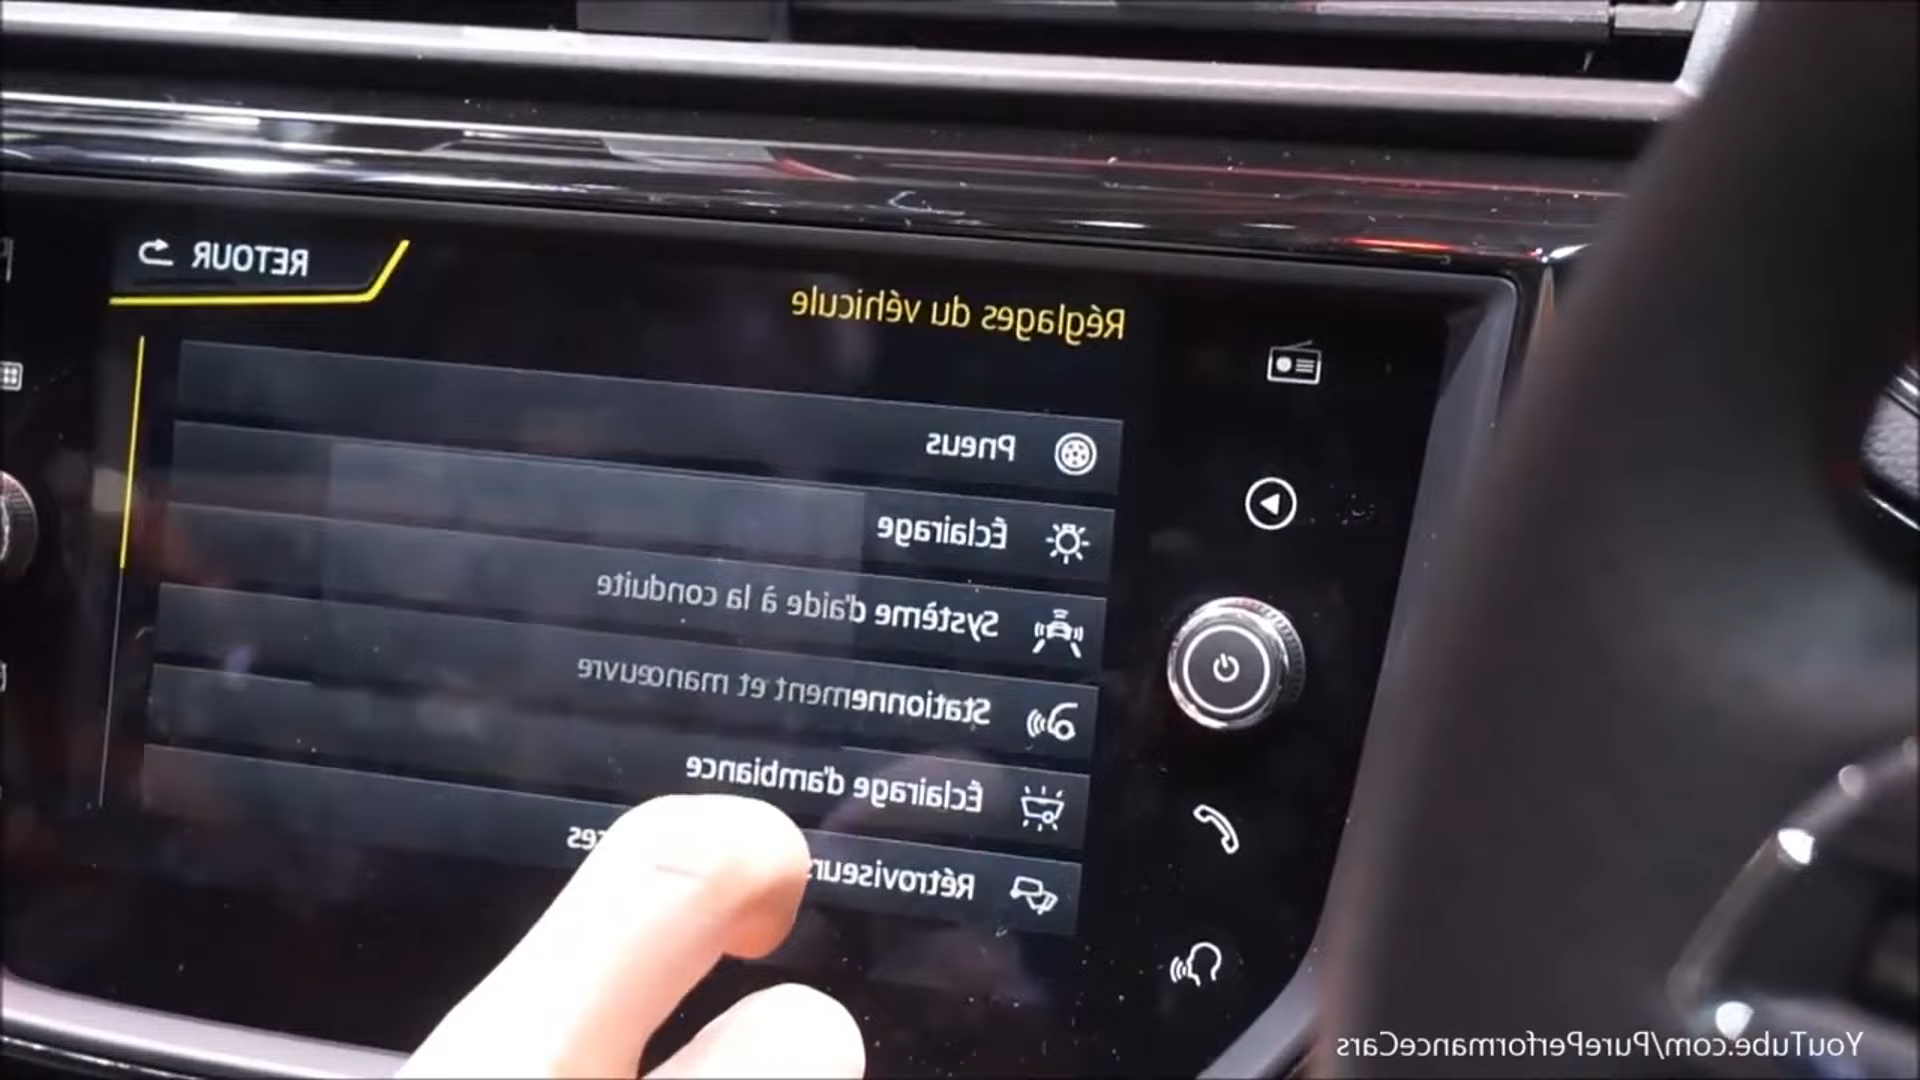 RETOUR
Réglages du véhicule
Pneus
Éclairage
Système d'aide à la conduite
Stationnement et manœuvre
Éclairage d'ambiance
Rétroviseurs
YouTube.com/PurePerformanceCars